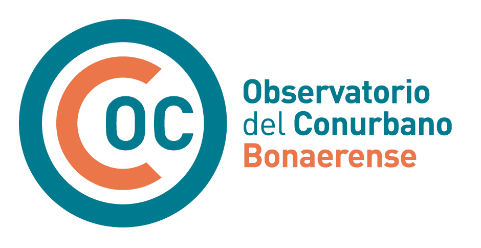 OC
Observatorio
del Conurbano
Bonaerense